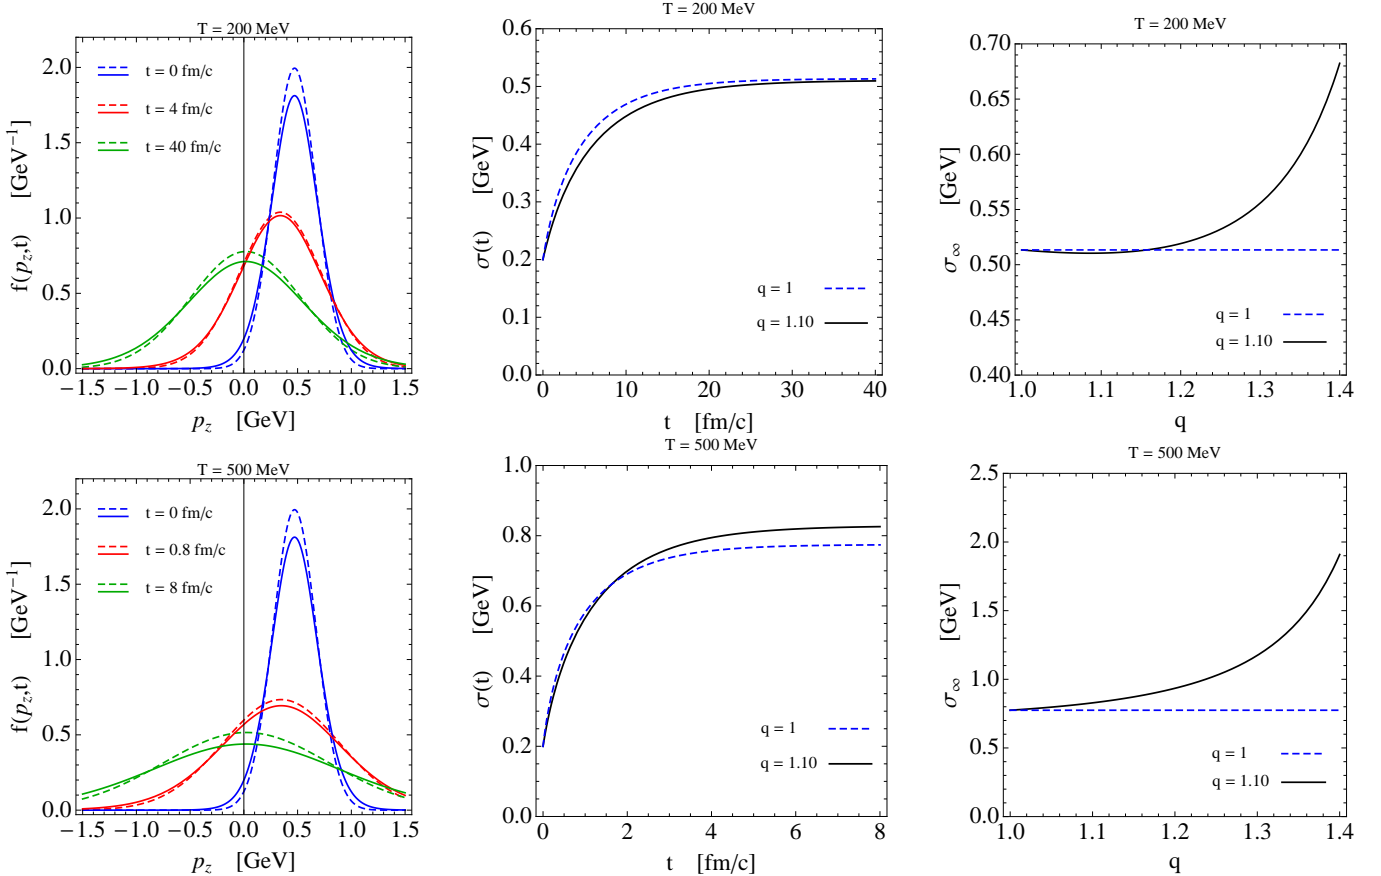 T = 200 MeV
t = 0 fm/c
t = 4 fm/c
t = 40 fm/c
f(p_z,t) [GeV^−1]
2.0
1.5
1.0
0.5
0.0
−1.5 −1.0 −0.5 0.0 0.5 1.0 1.5
p_z [GeV]
T = 200 MeV
σ(t) [GeV]
0.6
0.5
0.4
0.3
0.2
0.1
0.0
q = 1
q = 1.10
0 10 20 30 40
t [fm/c]
T = 200 MeV
σ_∞ [GeV]
0.70
0.65
0.60
0.55
0.50
0.45
0.40
q = 1
q = 1.10
1.0 1.1 1.2 1.3 1.4
q
T = 500 MeV
t = 0 fm/c
t = 0.8 fm/c
t = 8 fm/c
f(p_z,t) [GeV^−1]
2.0
1.5
1.0
0.5
0.0
−1.5 −1.0 −0.5 0.0 0.5 1.0 1.5
p_z [GeV]
T = 500 MeV
σ(t) [GeV]
1.0
0.8
0.6
0.4
0.2
0.0
q = 1
q = 1.10
0 2 4 6 8
t [fm/c]
T = 500 MeV
σ_∞ [GeV]
2.5
2.0
1.5
1.0
0.5
0.0
q = 1
q = 1.10
1.0 1.1 1.2 1.3 1.4
q